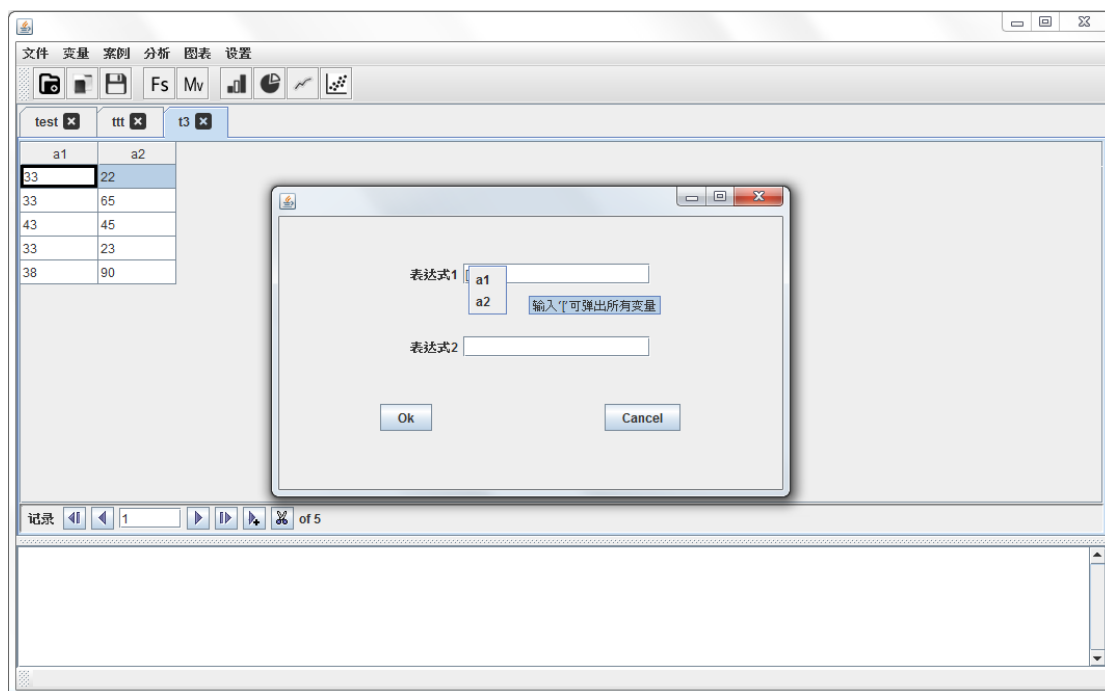 文件 变量 案例 分析 图表 设置
Fs Mv
test ttt t3
a1 a2
33 22
33 65
43 45
33 23
38 90
表达式1 [
a1
a2
输入'['可弹出所有变量
表达式2
Ok Cancel
记录 1 of 5